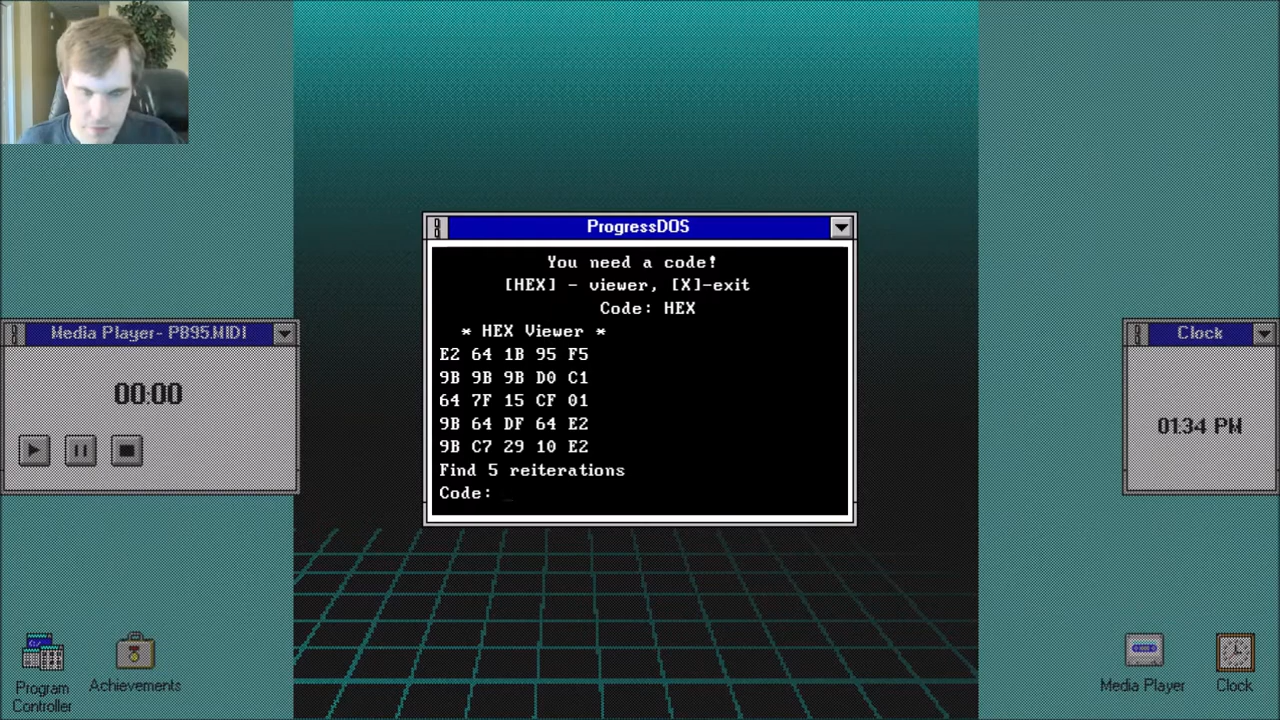 ProgressDOS
You need a code!
[HEX] - viewer, [X]-exit
Code: HEX
* HEX Viewer *
E2 64 1B 95 F5
9B 9B 9B D0 C1
64 7F 15 CF 01
9B 64 DF 64 E2
9B C7 29 10 E2
Find 5 reiterations
Code: _
Media Player- PB95.MIDI
00:00
Clock
01:34 PM
Program
Controller
Achievements
Media Player
Clock